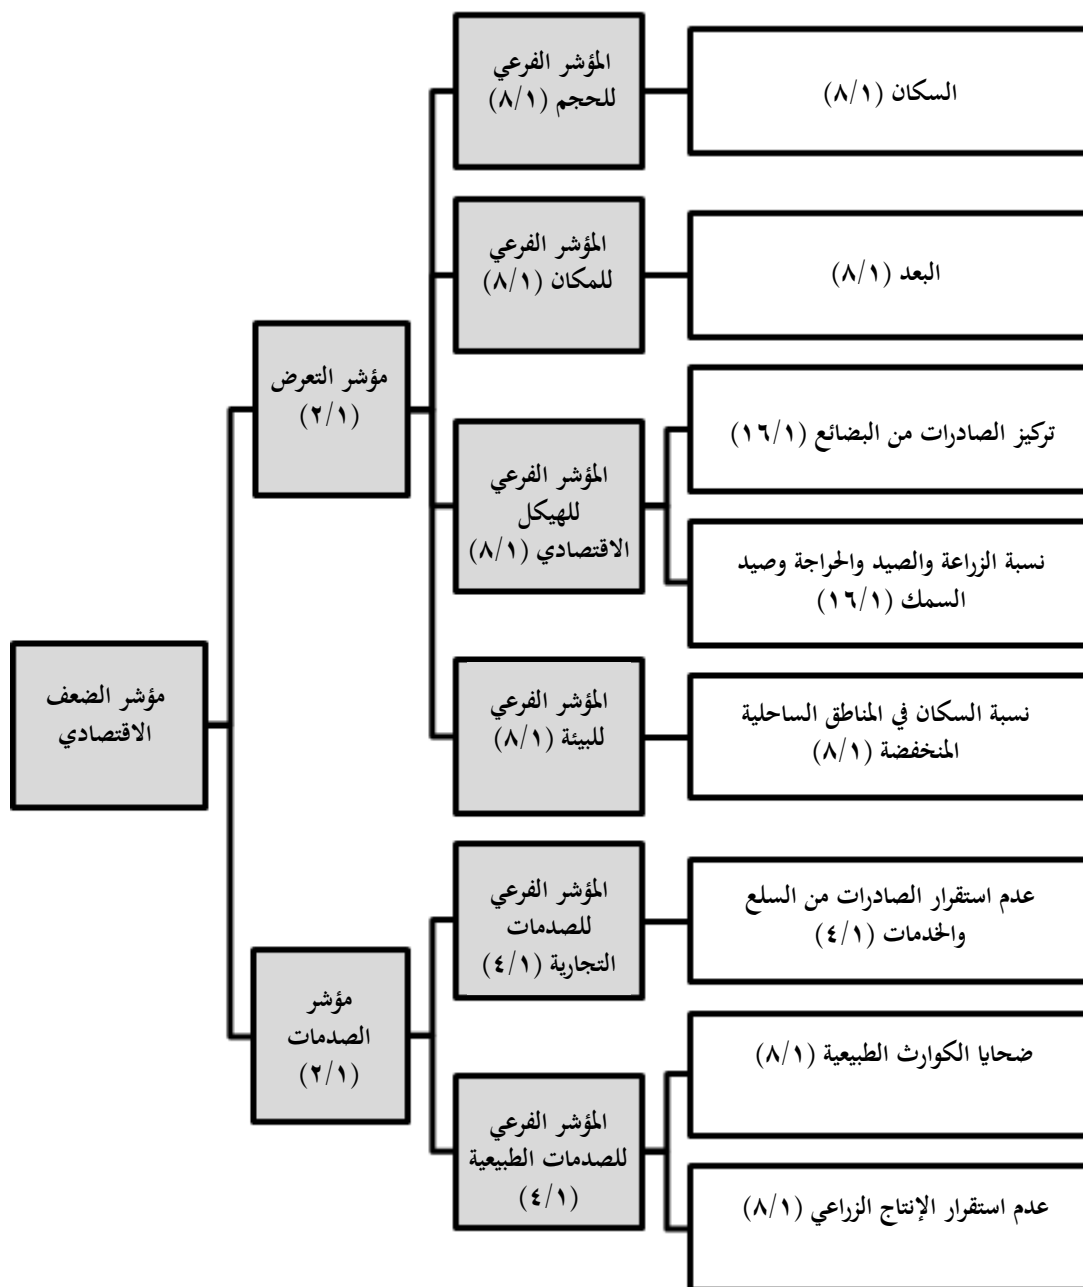 المؤشر الفرعي
للحجم (٨/١)
السكان (٨/١)
المؤشر الفرعي
للمكان (٨/١)
البعد (٨/١)
مؤشر التعرض
(٢/١)
تركيز الصادرات من البضائع (١٦/١)
المؤشر الفرعي
للهيكل
الاقتصادي (٨/١)
نسبة الزراعة والصيد والحراجة وصيد
السمك (١٦/١)
مؤشر الضعف
الاقتصادي
المؤشر الفرعي
للبيئة (٨/١)
نسبة السكان في المناطق الساحلية
المنخفضة (٨/١)
المؤشر الفرعي
للصدمات
التجارية (٤/١)
عدم استقرار الصادرات من السلع
والخدمات (٤/١)
مؤشر
الصدمات
(٢/١)
ضحايا الكوارث الطبيعية (٨/١)
المؤشر الفرعي
للصدمات الطبيعية
(٤/١)
عدم استقرار الإنتاج الزراعي (٨/١)